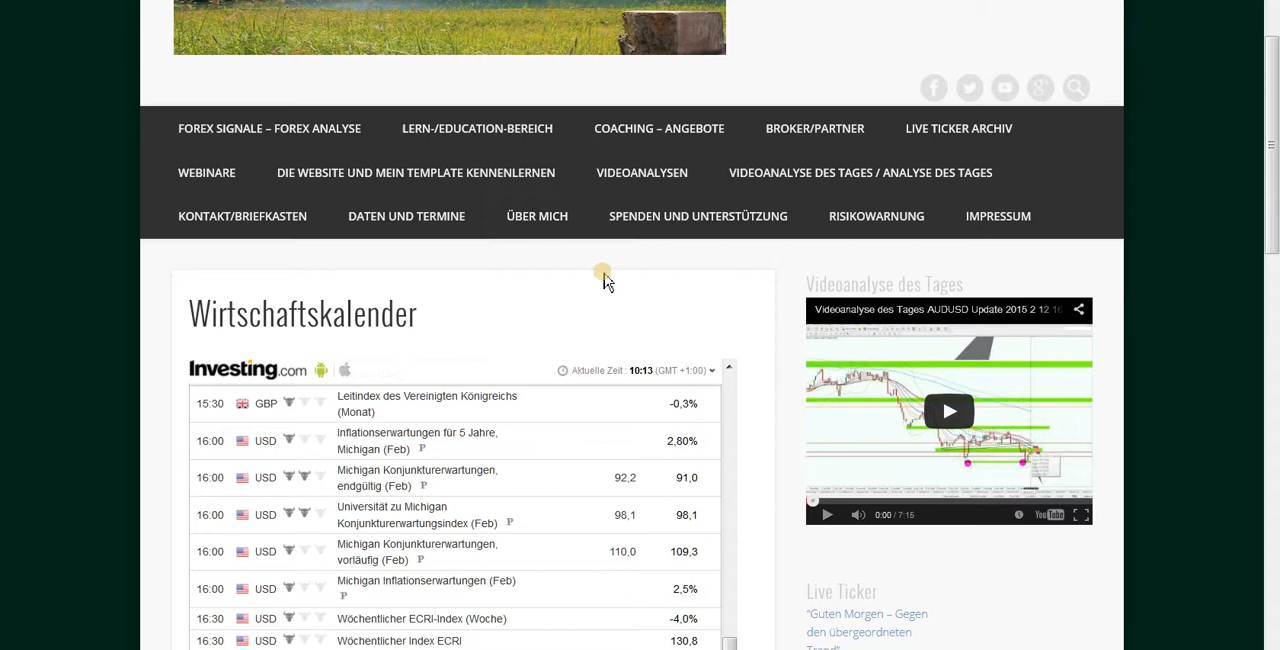 FOREX SIGNALE – FOREX ANALYSE LERN-/EDUCATION-BEREICH COACHING – ANGEBOTE BROKER/PARTNER LIVE TICKER ARCHIV
WEBINARE DIE WEBSITE UND MEIN TEMPLATE KENNENLERNEN VIDEOANALYSEN VIDEOANALYSE DES TAGES / ANALYSE DES TAGES
KONTAKT/BRIEFKASTEN DATEN UND TERMINE ÜBER MICH SPENDEN UND UNTERSTÜTZUNG RISIKOWARNUNG IMPRESSUM
Wirtschaftskalender
Investing.com Aktuelle Zeit : 10:13 (GMT +1:00)
15:30 GBP Leitindex des Vereinigten Königreichs -0,3%
(Monat)
16:00 USD Inflationserwartungen für 5 Jahre, 2,80%
Michigan (Feb) P
16:00 USD Michigan Konjunkturerwartungen, 92,2 91,0
endgültig (Feb) P
16:00 USD Universität zu Michigan 98,1 98,1
Konjunkturerwartungsindex (Feb) P
16:00 USD Michigan Konjunkturerwartungen, 110,0 109,3
vorläufig (Feb) P
16:00 USD Michigan Inflationserwartungen (Feb) 2,5%
P
16:30 USD Wöchentlicher ECRI-Index (Woche) -4,0%
16:30 USD Wöchentlicher Index ECRI 130,8
Videoanalyse des Tages
Videoanalyse des Tages AUDUSD Update 2015 2 12 16
0:00 / 7:15 YouTube
Live Ticker
“Guten Morgen – Gegen
den übergeordneten
Trend”